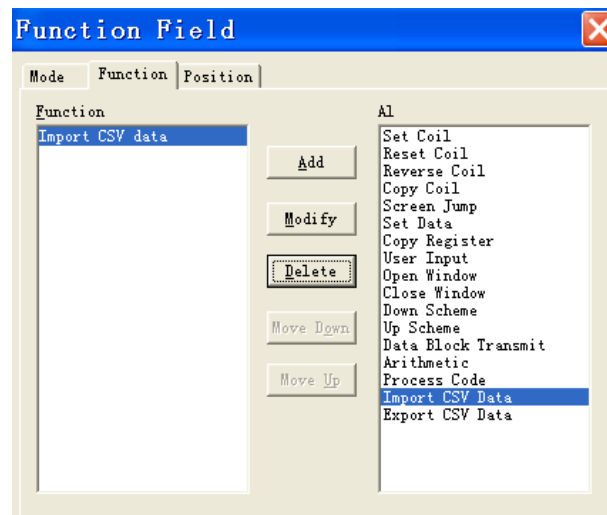 Function Field
Mode Function Position
Function
Import CSV data
Add
Modify
Delete
Move Down
Move Up
Al
Set Coil
Reset Coil
Reverse Coil
Copy Coil
Screen Jump
Set Data
Copy Register
User Input
Open Window
Close Window
Down Scheme
Up Scheme
Data Block Transmit
Arithmetic
Process Code
Import CSV Data
Export CSV Data